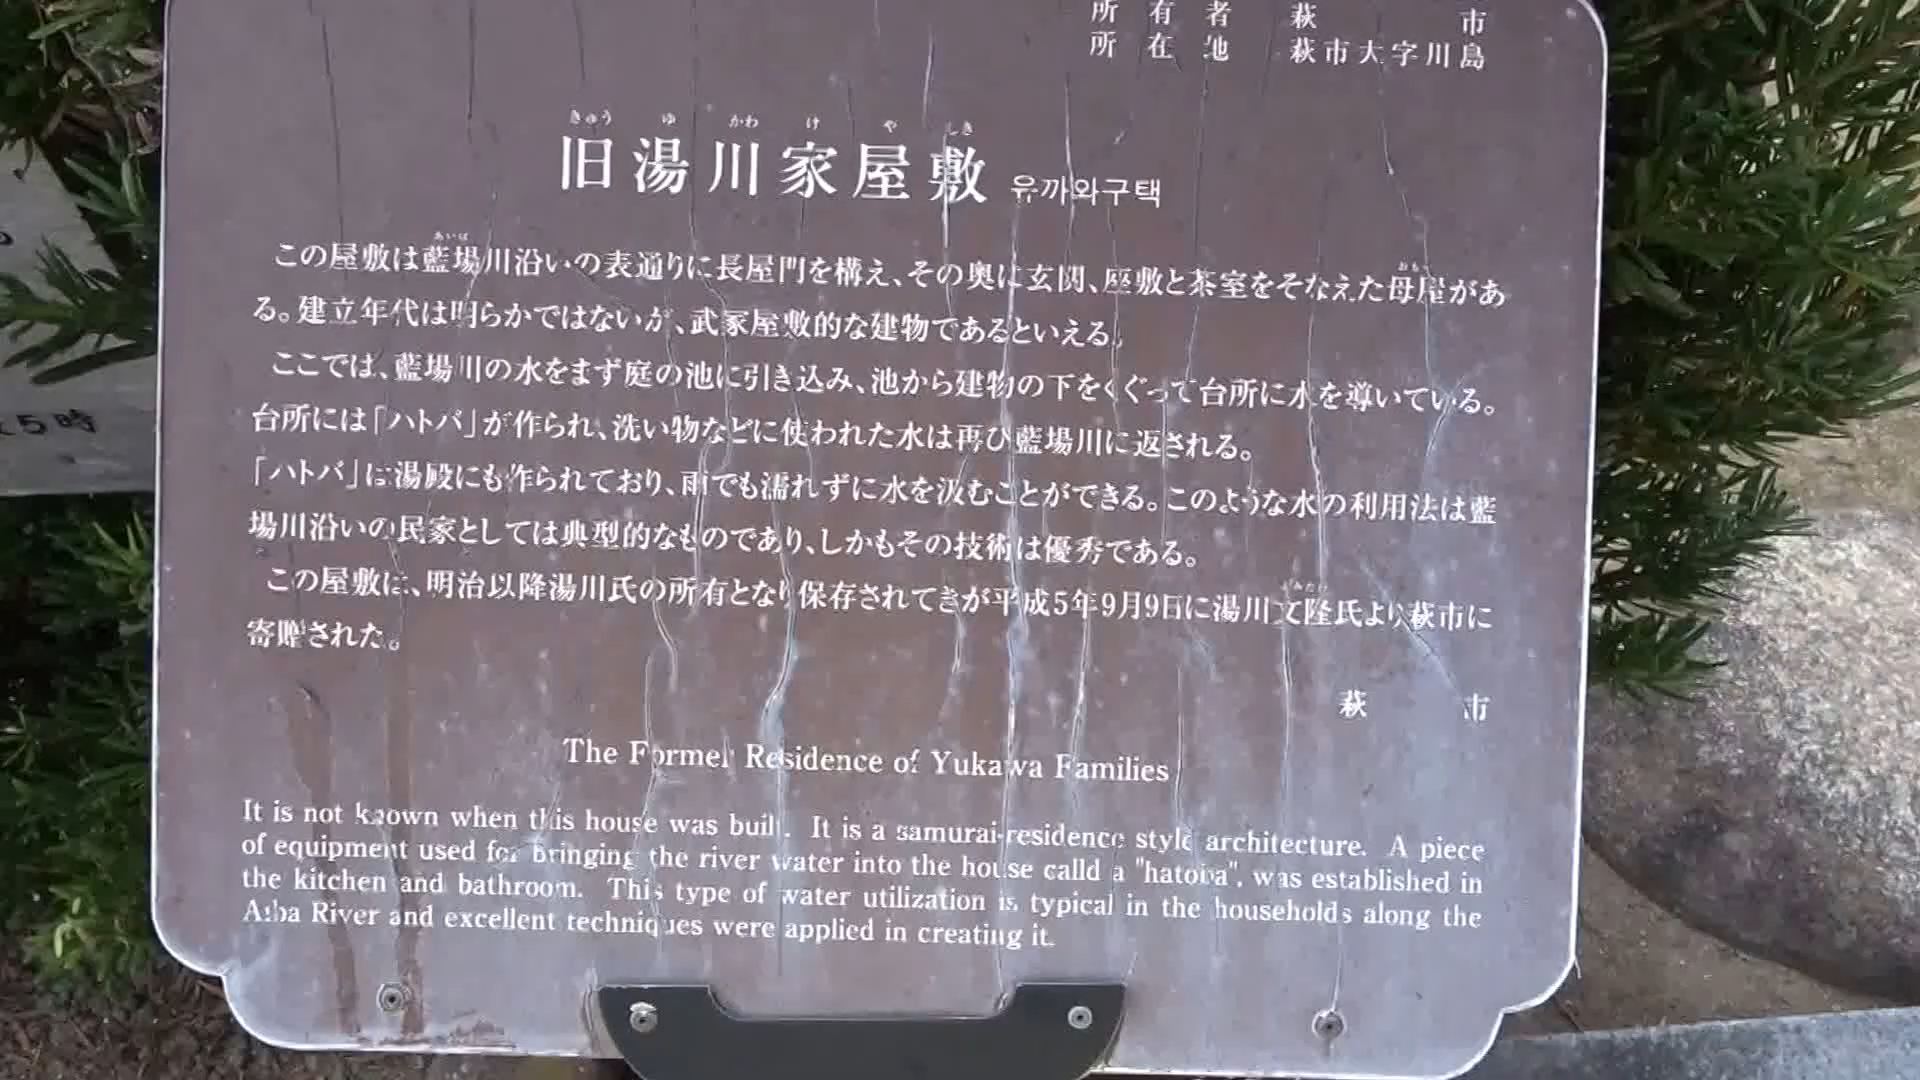 所有者 萩市
所在地 萩市大字川島
きゅう ゆ かわ け や しき
旧湯川家屋敷 유까와구택
あいば おもや
この屋敷は藍場川沿いの表通りに長屋門を構え、その奥に玄関、座敷と茶室をそなえた母屋があ
る。建立年代は明らかではないが、武家屋敷的な建物であるといえる。
ここでは、藍場川の水をまず庭の池に引き込み、池から建物の下をくぐって台所に水を導いている。
台所には「ハトバ」が作られ、洗い物などに使われた水は再び藍場川に返される。
「ハトバ」は湯殿にも作られており、雨でも濡れずに水を汲むことができる。このような水の利用法は藍
場川沿いの民家としては典型的なものであり、しかもその技術は優秀である。
この屋敷は、明治以降湯川氏の所有となり保存されてきが平成5年9月9日に湯川文隆氏より萩市に
寄贈された。
萩市
The Former Residence of Yukawa Families
It is not known when this house was built. It is a samurai-residence style architecture. A piece
of equipment used for bringing the river water into the house calld a "hatoba", was established in
the kitchen and bathroom. This type of water utilization is typical in the households along the
Aiba River and excellent techniques were applied in creating it.
5時